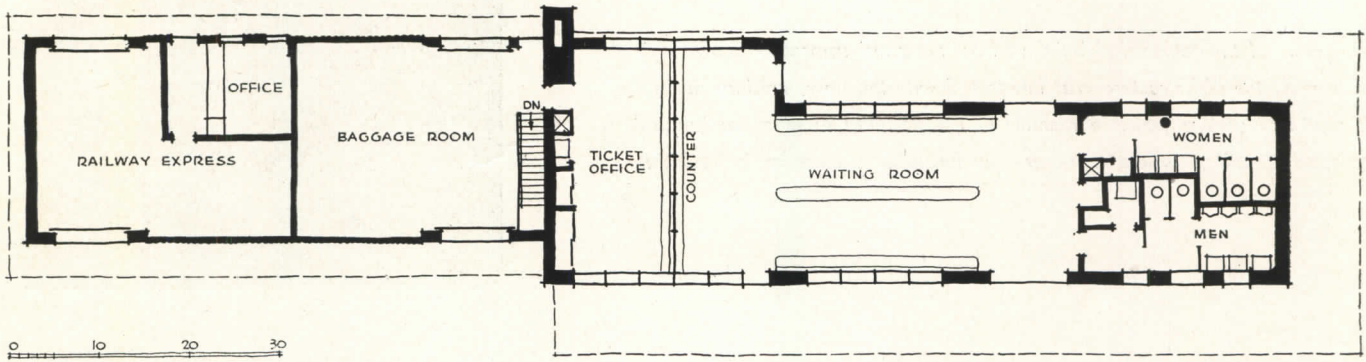 OFFICE
RAILWAY EXPRESS
BAGGAGE ROOM
DN.
TICKET
OFFICE
COUNTER
WAITING ROOM
WOMEN
MEN
0 10 20 30